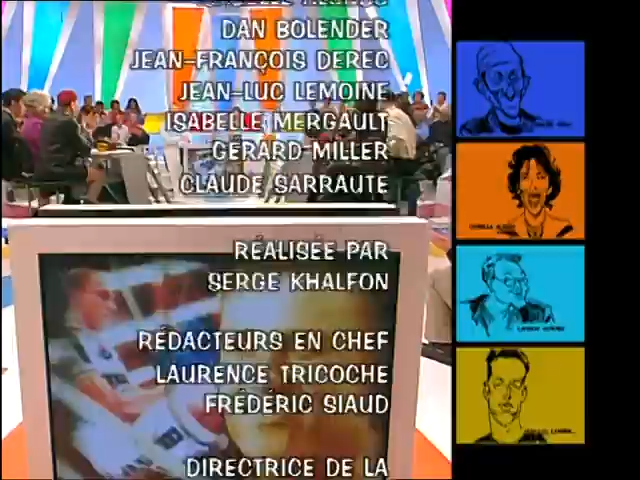 DAN BOLENDER
JEAN-FRANÇOIS DEREC
JEAN-LUC LEMOINE
ISABELLE MERGAULT
GÉRARD MILLER
CLAUDE SARRAUTE
RÉALISÉE PAR
SERGE KHALFON
RÉDACTEURS EN CHEF
LAURENCE TRICOCHE
FRÉDÉRIC SIAUD
DIRECTRICE DE LA